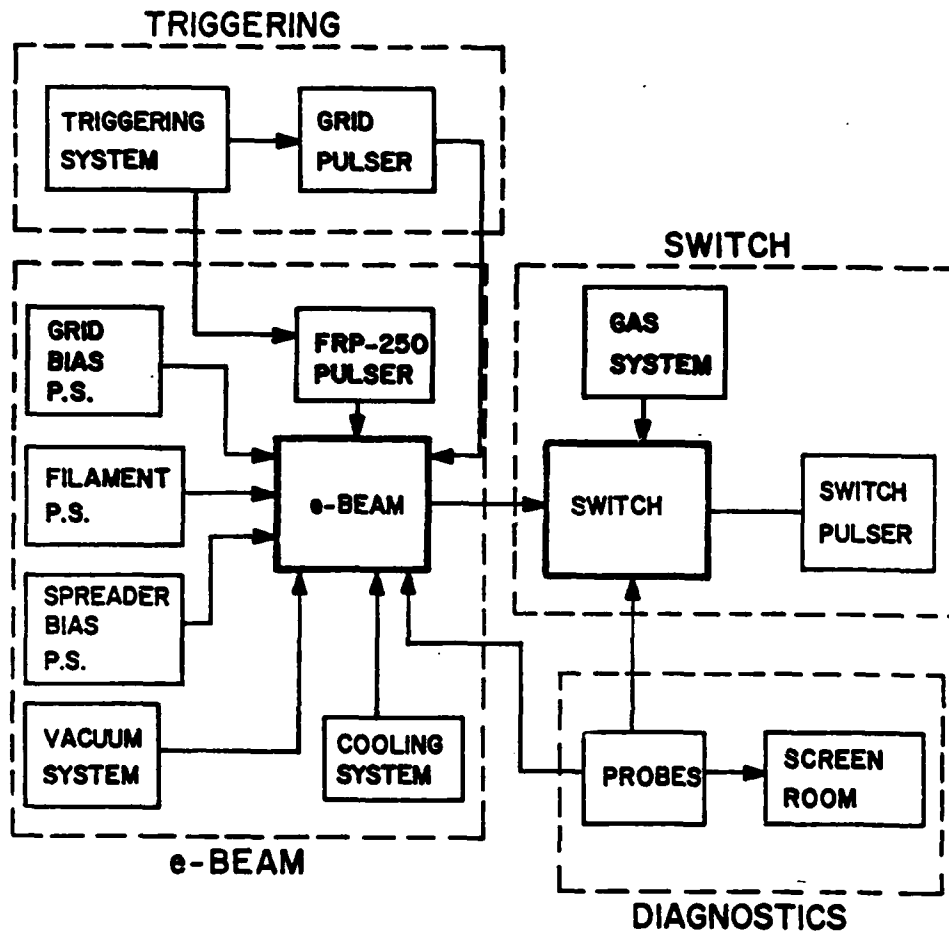 TRIGGERING
TRIGGERING
SYSTEM
GRID
PULSER
SWITCH
GRID
BIAS
P.S.
FRP-250
PULSER
GAS
SYSTEM
FILAMENT
P.S.
e-BEAM
SWITCH
SWITCH
PULSER
SPREADER
BIAS
P.S.
VACUUM
SYSTEM
COOLING
SYSTEM
PROBES
SCREEN
ROOM
e-BEAM
DIAGNOSTICS